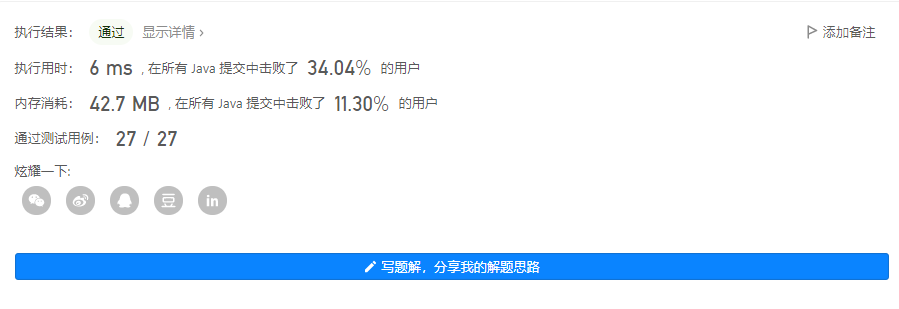 执行结果： 通过 显示详情 › 添加备注
执行用时： 6 ms , 在所有 Java 提交中击败了 34.04% 的用户
内存消耗： 42.7 MB , 在所有 Java 提交中击败了 11.30% 的用户
通过测试用例： 27 / 27
炫耀一下:
豆 in
写题解，分享我的解题思路